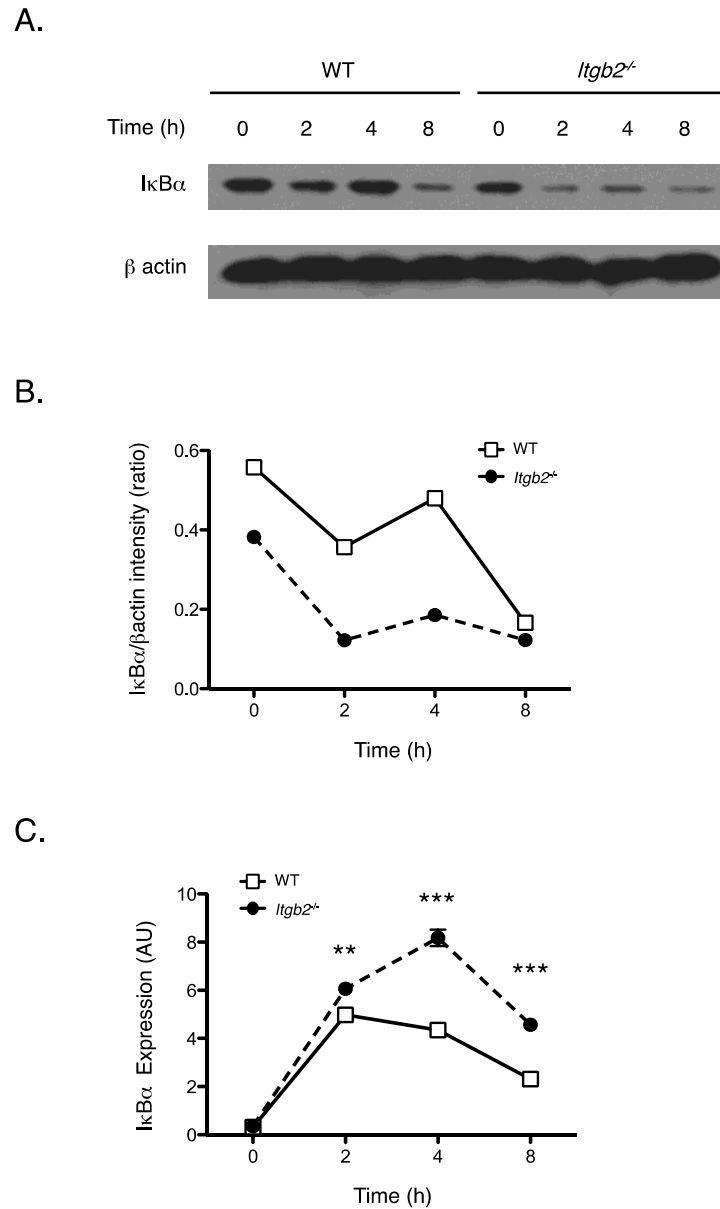 A.
WT Itgb2-/-
Time (h) 0 2 4 8 0 2 4 8
IκBα
β actin
B.
IκBα/βactin intensity (ratio)
WT
Itgb2-/-
0.6
0.4
0.2
0.0
0 2 4 8
Time (h)
C.
IκBα Expression (AU)
WT
Itgb2-/-
10
8
6
4
2
0
** *** ***
0 2 4 8
Time (h)